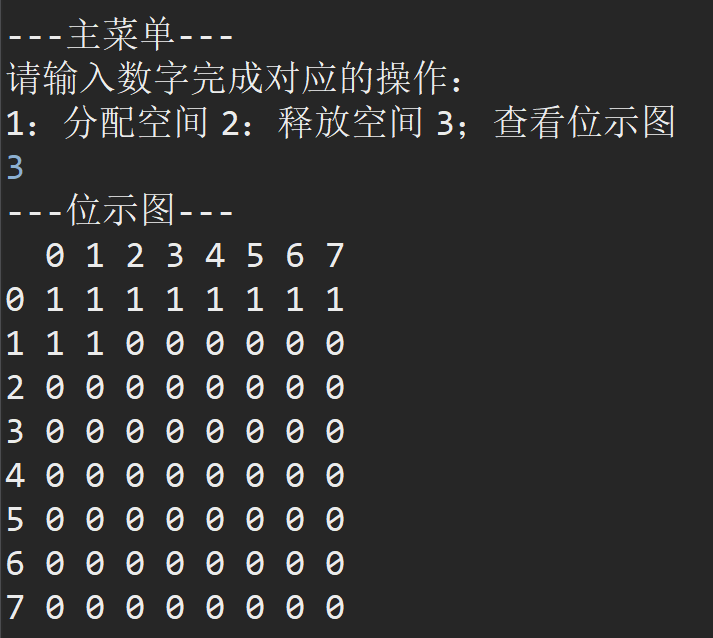 ---主菜单---
请输入数字完成对应的操作：
1：分配空间 2：释放空间 3；查看位示图
3
---位示图---
  0 1 2 3 4 5 6 7
0 1 1 1 1 1 1 1 1
1 1 1 0 0 0 0 0 0
2 0 0 0 0 0 0 0 0
3 0 0 0 0 0 0 0 0
4 0 0 0 0 0 0 0 0
5 0 0 0 0 0 0 0 0
6 0 0 0 0 0 0 0 0
7 0 0 0 0 0 0 0 0